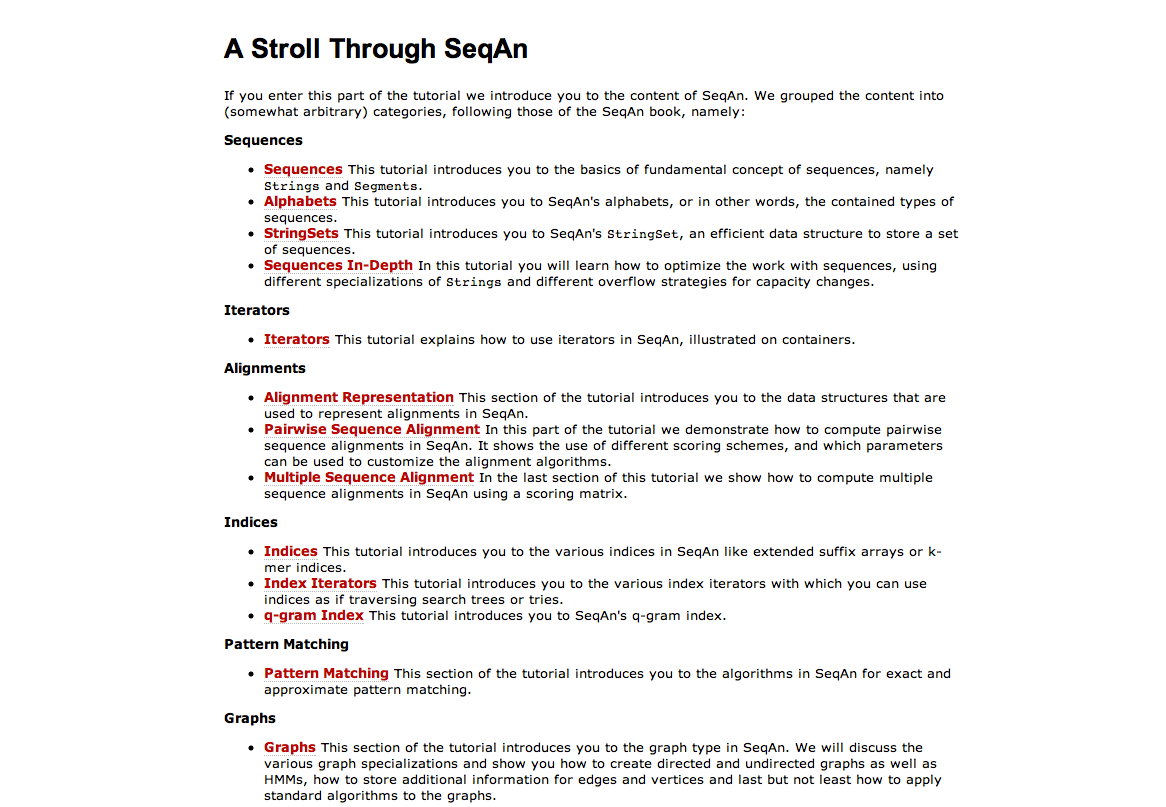 A Stroll Through SeqAn
If you enter this part of the tutorial we introduce you to the content of SeqAn. We grouped the content into
(somewhat arbitrary) categories, following those of the SeqAn book, namely:
Sequences
• Sequences This tutorial introduces you to the basics of fundamental concept of sequences, namely
Strings and Segments.
• Alphabets This tutorial introduces you to SeqAn's alphabets, or in other words, the contained types of
sequences.
• StringSets This tutorial introduces you to SeqAn's StringSet, an efficient data structure to store a set
of sequences.
• Sequences In-Depth In this tutorial you will learn how to optimize the work with sequences, using
different specializations of Strings and different overflow strategies for capacity changes.
Iterators
• Iterators This tutorial explains how to use iterators in SeqAn, illustrated on containers.
Alignments
• Alignment Representation This section of the tutorial introduces you to the data structures that are
used to represent alignments in SeqAn.
• Pairwise Sequence Alignment In this part of the tutorial we demonstrate how to compute pairwise
sequence alignments in SeqAn. It shows the use of different scoring schemes, and which parameters
can be used to customize the alignment algorithms.
• Multiple Sequence Alignment In the last section of this tutorial we show how to compute multiple
sequence alignments in SeqAn using a scoring matrix.
Indices
• Indices This tutorial introduces you to the various indices in SeqAn like extended suffix arrays or k-
mer indices.
• Index Iterators This tutorial introduces you to the various index iterators with which you can use
indices as if traversing search trees or tries.
• q-gram Index This tutorial introduces you to SeqAn's q-gram index.
Pattern Matching
• Pattern Matching This section of the tutorial introduces you to the algorithms in SeqAn for exact and
approximate pattern matching.
Graphs
• Graphs This section of the tutorial introduces you to the graph type in SeqAn. We will discuss the
various graph specializations and show you how to create directed and undirected graphs as well as
HMMs, how to store additional information for edges and vertices and last but not least how to apply
standard algorithms to the graphs.